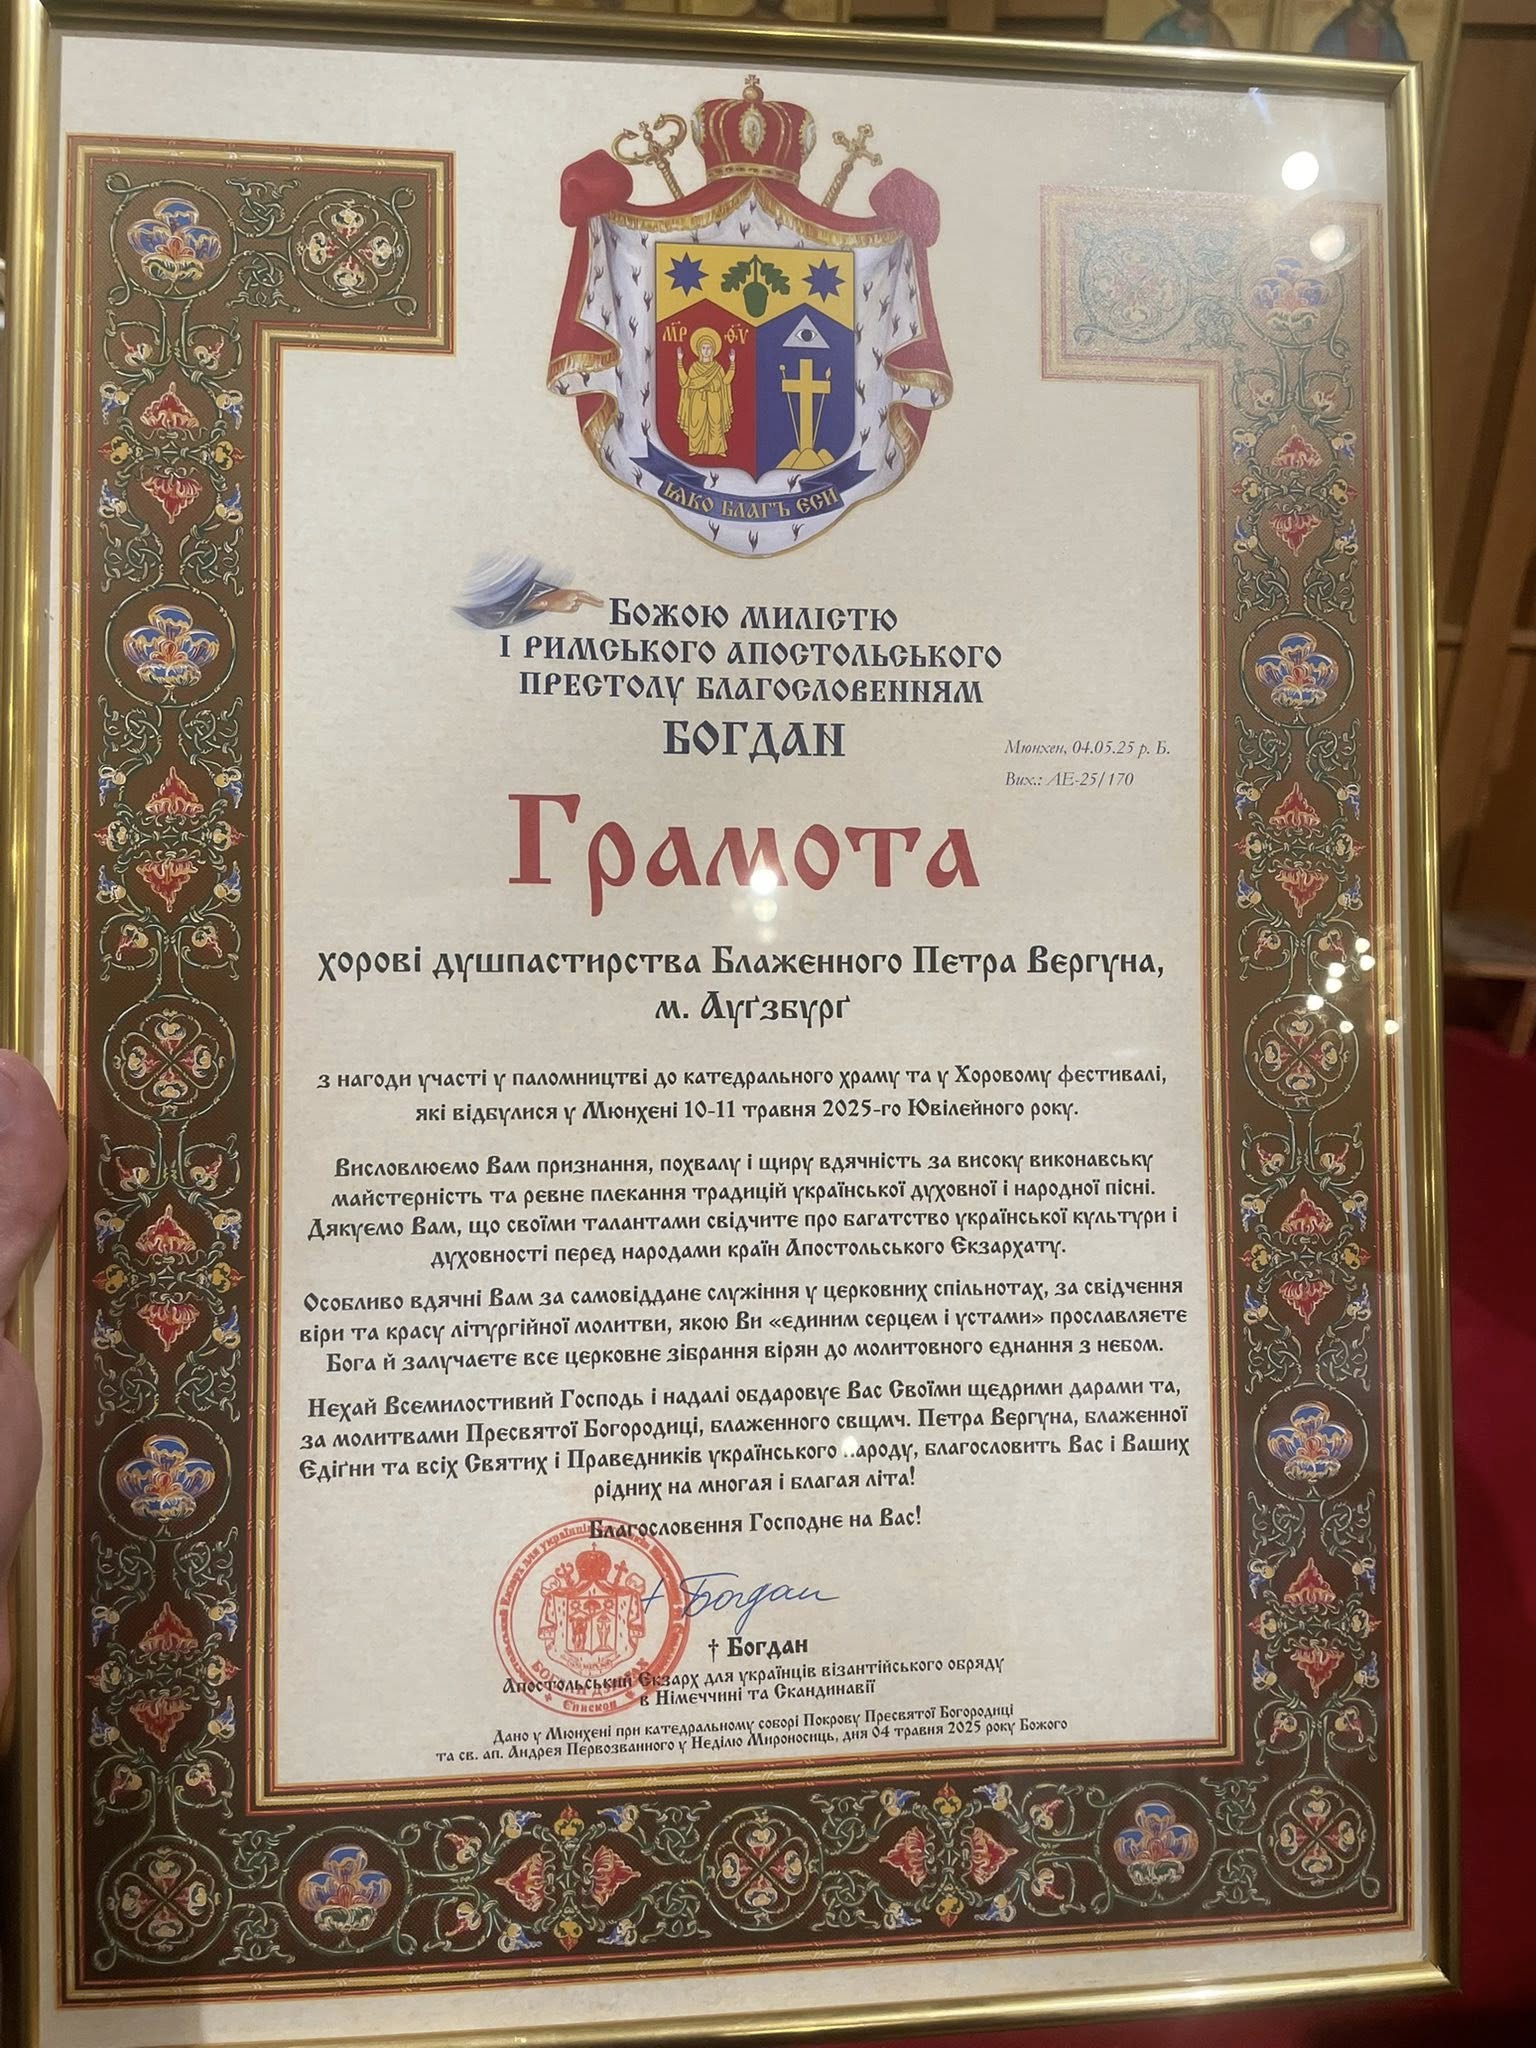 МР ѲУ
ꙖКО БЛАГЪ ЄСИ
Божою милістю
і Римського Апостольського
Престолу благословенням
БОГДАН
Мюнхен, 04.05.25 р. Б.
Вих.: АЕ-25/170
Грамота
хорові душпастирства Блаженного Петра Вергуна,
м. Ауґзбурґ
з нагоди участі у паломництві до катедрального храму та у Хоровому фестивалі,
які відбулися у Мюнхені 10-11 травня 2025-го Ювілейного року.
Висловлюємо Вам признання, похвалу і щиру вдячність за високу виконавську
майстерність та ревне плекання традицій української духовної і народної пісні.
Дякуємо Вам, що своїми талантами свідчите про багатство української культури і
духовності перед народами країн Апостольського Екзархату.
Особливо вдячні Вам за самовіддане служіння у церковних спільнотах, за свідчення
віри та красу літургійної молитви, якою Ви «єдиним серцем і устами» прославляєте
Бога й залучаєте все церковне зібрання вірян до молитовного єднання з небом.
Нехай Всемилостивий Господь і надалі обдаровує Вас Своїми щедрими дарами та,
за молитвами Пресвятої Богородиці, блаженного свщмч. Петра Вергуна, блаженної
Едіґни та всіх Святих і Праведників українського народу, благословить Вас і Ваших
рідних на многая і благая літа!
Благословення Господнє на Вас!
+ Богдан
† Богдан
Апостольський Екзарх для українців візантійського обряду
в Німеччині та Скандинавії
БОГДАН ДЗЮРАХ
* Єпископ *
Дано у Мюнхені при катедральному соборі Покрову Пресвятої Богородиці
та св. ап. Андрея Первозванного у Неділю Мироносиць, дня 04 травня 2025 року Божого